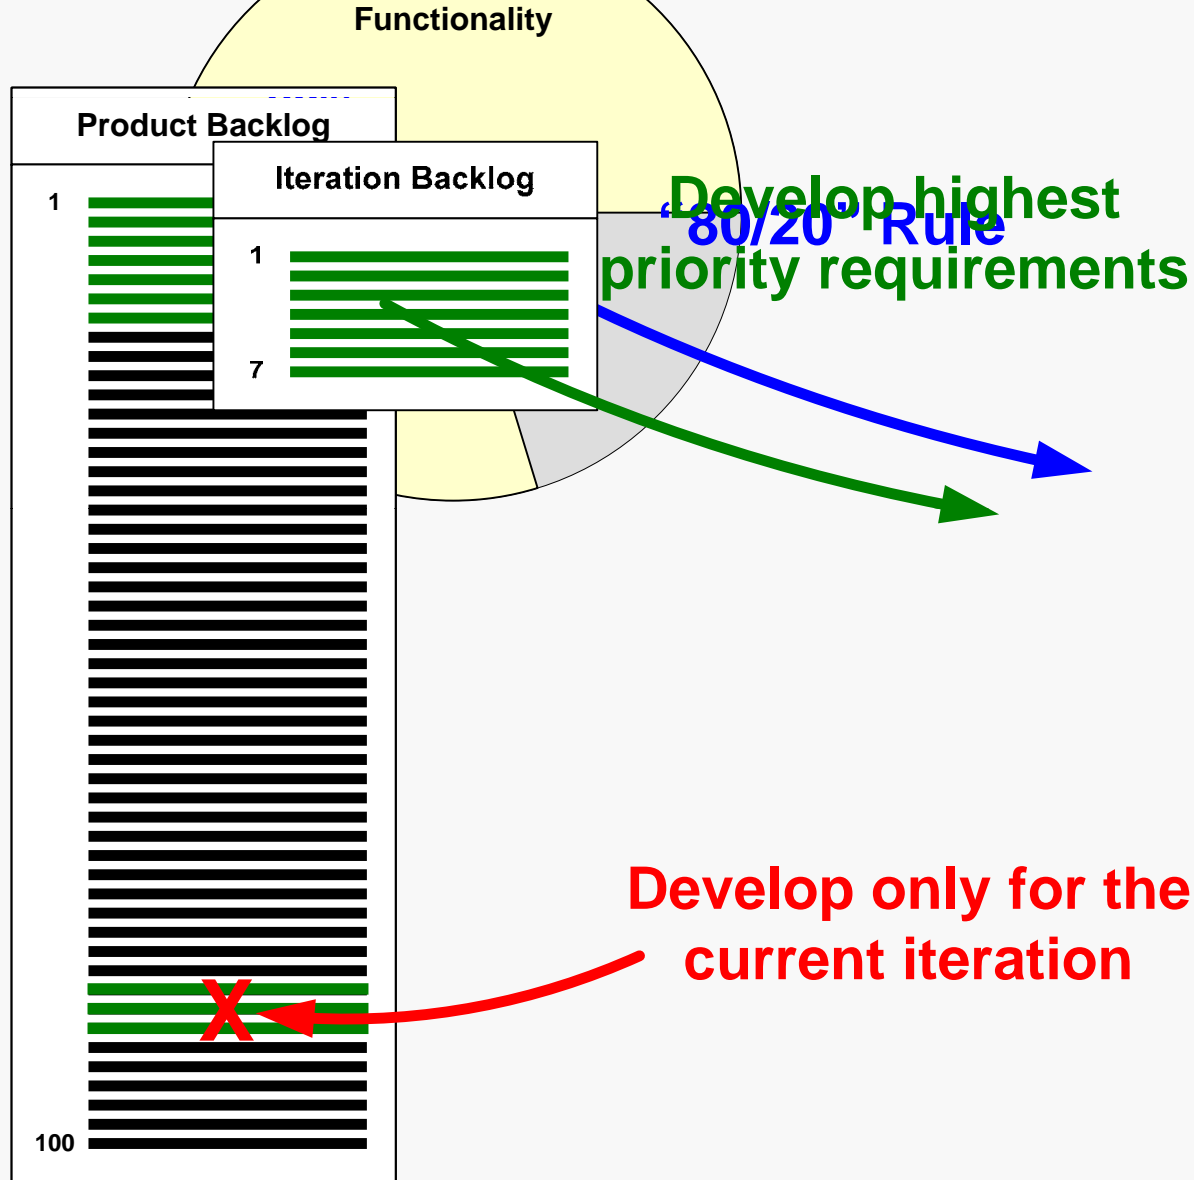 Functionality
Product Backlog
Iteration Backlog
1
1
7
Develop highest
priority requirements
“80/20” Rule
Develop only for the
current iteration
X
100